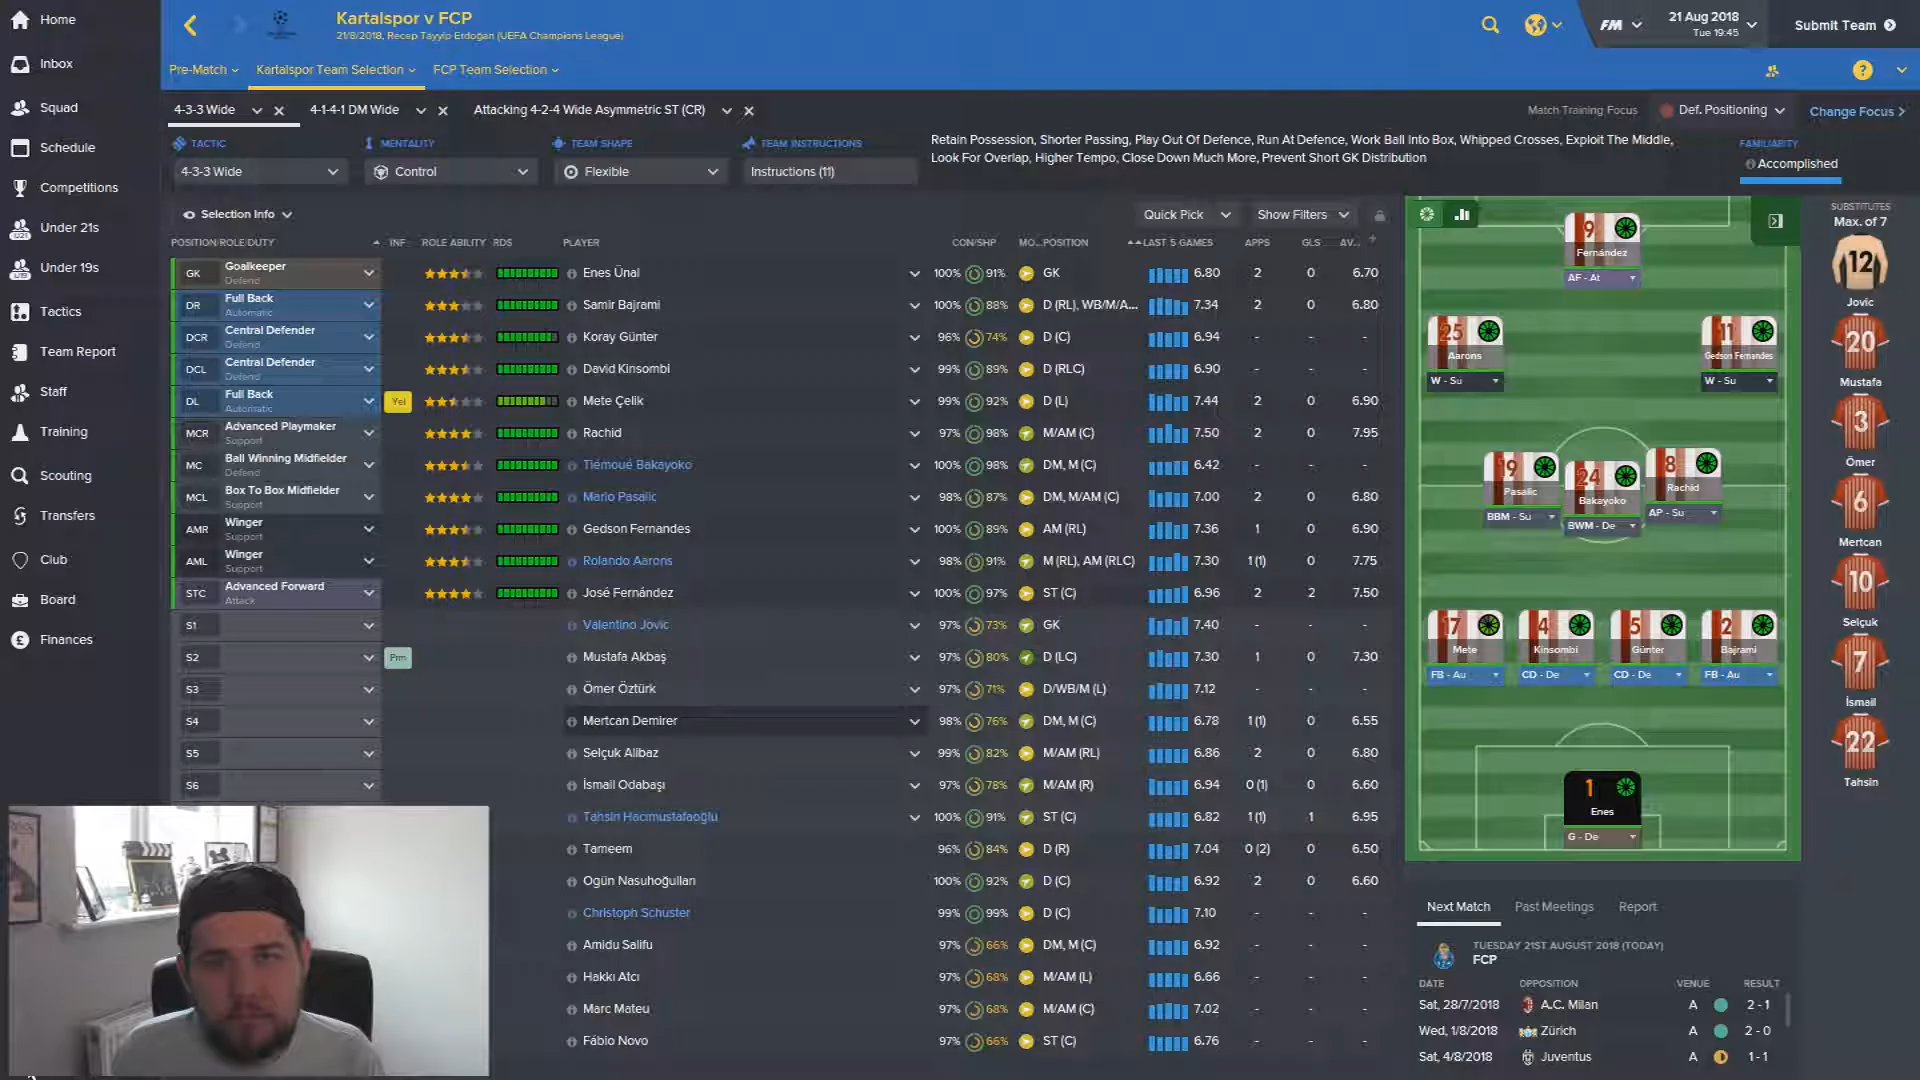 Home
Inbox
Squad
Schedule
Competitions
Under 21s
Under 19s
Tactics
Team Report
Staff
Training
Scouting
Transfers
Club
Board
Finances
Kartalspor v FCP
21/8/2018, Recep Tayyip Erdoğan (UEFA Champions League)
FM
21 Aug 2018
Tue 19:45
Submit Team
Pre-Match
Kartalspor Team Selection
FCP Team Selection
?
4-3-3 Wide
4-1-4-1 DM Wide
Attacking 4-2-4 Wide Asymmetric ST (CR)
Match Training Focus
Def. Positioning
Change Focus >
TACTIC
MENTALITY
TEAM SHAPE
TEAM INSTRUCTIONS
4-3-3 Wide
Control
Flexible
Instructions (11)
Retain Possession, Shorter Passing, Play Out Of Defence, Run At Defence, Work Ball Into Box, Whipped Crosses, Exploit The Middle,
Look For Overlap, Higher Tempo, Close Down Much More, Prevent Short GK Distribution
FAMILIARITY
Accomplished
Selection Info
Quick Pick
Show Filters
POSITION/ROLE/DUTY INF ROLE ABILITY RDS PLAYER CON/SHP MO... POSITION LAST 5 GAMES APPS GLS AV...
GK Goalkeeper Defend Enes Ünal 100% 91% GK 6.80 2 0 6.70
DR Full Back Automatic Samir Bajrami 100% 88% D (RL), WB/M/A... 7.34 2 0 6.80
DCR Central Defender Defend Koray Günter 96% 74% D (C) 6.94 - - -
DCL Central Defender Defend David Kinsombi 99% 89% D (RLC) 6.90 - - -
DL Full Back Automatic Yel Mete Çelik 99% 92% D (L) 7.44 2 0 6.90
MCR Advanced Playmaker Support Rachid 97% 98% M/AM (C) 7.50 2 0 7.95
MC Ball Winning Midfielder Defend Tiémoué Bakayoko 100% 98% DM, M (C) 6.42 - - -
MCL Box To Box Midfielder Support Mario Pasalic 98% 87% DM, M/AM (C) 7.00 2 0 6.80
AMR Winger Support Gedson Fernandes 100% 89% AM (RL) 7.36 1 0 6.90
AML Winger Support Rolando Aarons 98% 91% M (RL), AM (RLC) 7.30 1 (1) 0 7.75
STC Advanced Forward Attack José Fernández 100% 97% ST (C) 6.96 2 2 7.50
S1 Valentino Jovic 97% 73% GK 7.40 - - -
S2 Prm Mustafa Akbaş 97% 80% D (LC) 7.30 1 0 7.30
S3 Ömer Öztürk 97% 71% D/WB/M (L) 7.12 - - -
S4 Mertcan Demirer 98% 76% DM, M (C) 6.78 1 (1) 0 6.55
S5 Selçuk Alibaz 99% 82% M/AM (RL) 6.86 2 0 6.80
S6 İsmail Odabaşı 97% 78% M/AM (R) 6.94 0 (1) 0 6.60
Tahsin Hacımustafaoğlu 100% 91% ST (C) 6.82 1 (1) 1 6.95
Tameem 96% 84% D (R) 7.04 0 (2) 0 6.50
Ogün Nasuhoğulları 100% 92% D (C) 6.92 2 0 6.60
Christoph Schuster 99% 99% D (C) 7.10 - - -
Amidu Salifu 97% 66% DM, M (C) 6.92 - - -
Hakkı Atcı 97% 68% M/AM (L) 6.66 - - -
Marc Mateu 97% 68% M/AM (C) 7.02 - - -
Fábio Novo 97% 66% ST (C) 6.76 - - -
9
Fernández
AF - At
25 11
Aarons Gedson Fernandes
W - Su W - Su
19 24 8
Pasalic Bakayoko Rachid
BBM - Su BWM - De AP - Su
17 4 5 2
Mete Kinsombi Günter Bajrami
FB - Au CD - De CD - De FB - Au
1
Enes
G - De
SUBSTITUTES
Max. of 7
12
Jovic
20
Mustafa
3
Ömer
6
Mertcan
10
Selçuk
7
İsmail
22
Tahsin
Next Match Past Meetings Report
TUESDAY 21ST AUGUST 2018 (TODAY)
FCP
DATE OPPOSITION VENUE RESULT
Sat, 28/7/2018 A.C. Milan A 2 - 1
Wed, 1/8/2018 Zürich A 2 - 0
Sat, 4/8/2018 Juventus A 1 - 1